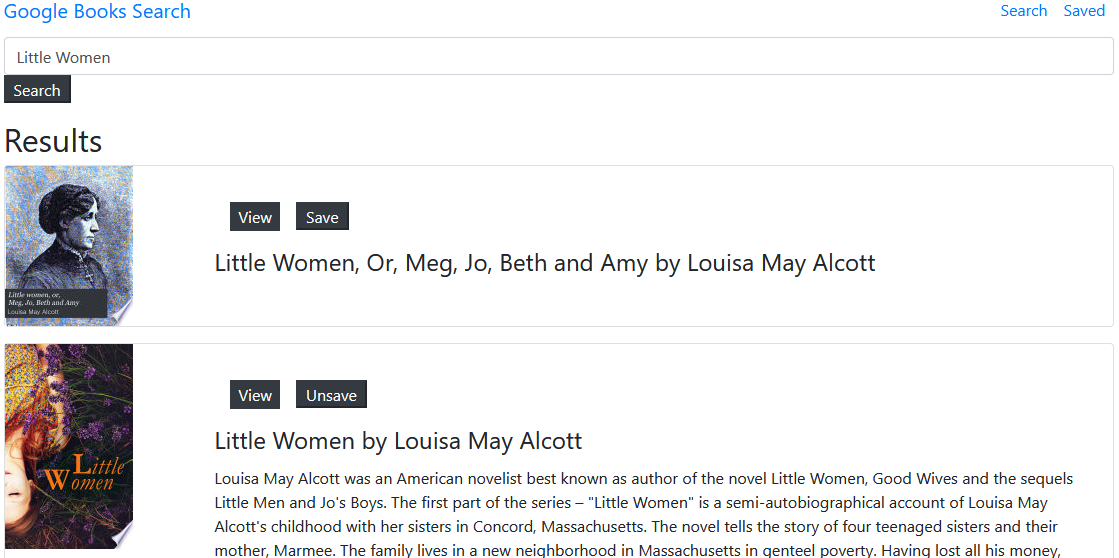 Google Books Search
Search Saved
Little Women
Search
Results
Little women, or,
Meg, Jo, Beth and Amy
Louisa May Alcott
View Save
Little Women, Or, Meg, Jo, Beth and Amy by Louisa May Alcott
Little
Women
View Unsave
Little Women by Louisa May Alcott
Louisa May Alcott was an American novelist best known as author of the novel Little Women, Good Wives and the sequels
Little Men and Jo's Boys. The first part of the series – "Little Women" is a semi-autobiographical account of Louisa May
Alcott's childhood with her sisters in Concord, Massachusetts. The novel tells the story of four teenaged sisters and their
mother, Marmee. The family lives in a new neighborhood in Massachusetts in genteel poverty. Having lost all his money,